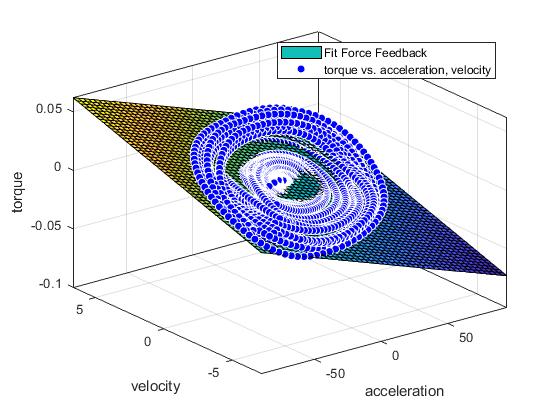 Fit Force Feedback
torque vs. acceleration, velocity
0.05
0
-0.05
-0.1
torque
5
0
-5
velocity
-50
0
50
acceleration